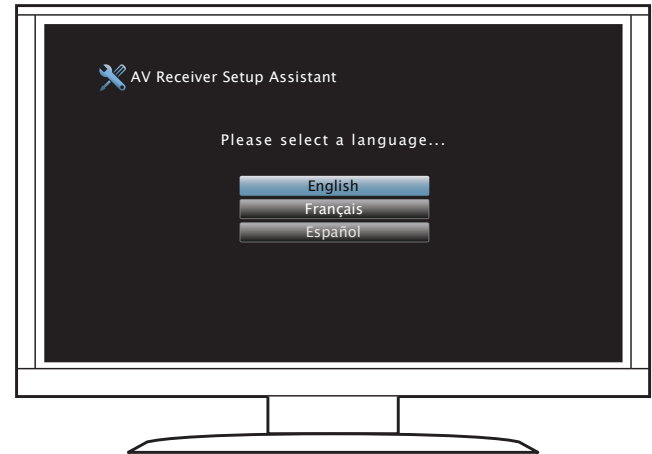 AV Receiver Setup Assistant
Please select a language...
English
Français
Español